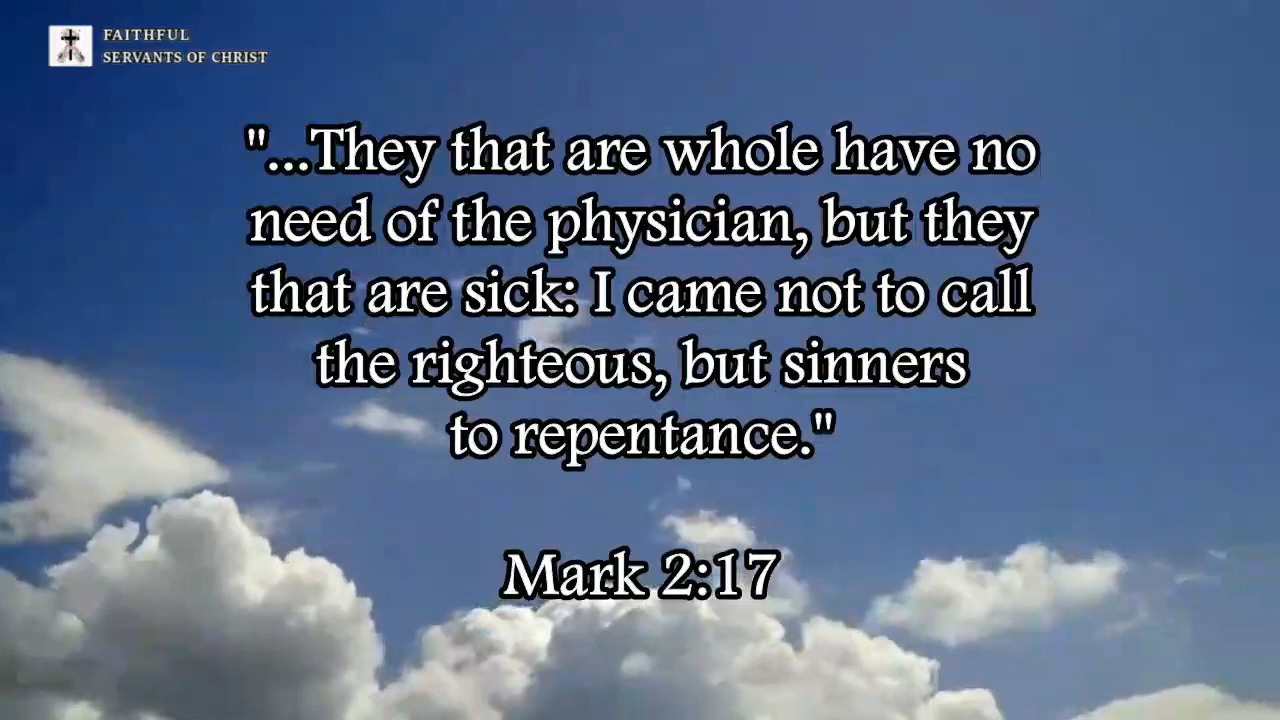 FAITHFUL
SERVANTS OF CHRIST
"...They that are whole have no
need of the physician, but they
that are sick: I came not to call
the righteous, but sinners
to repentance."
Mark 2:17